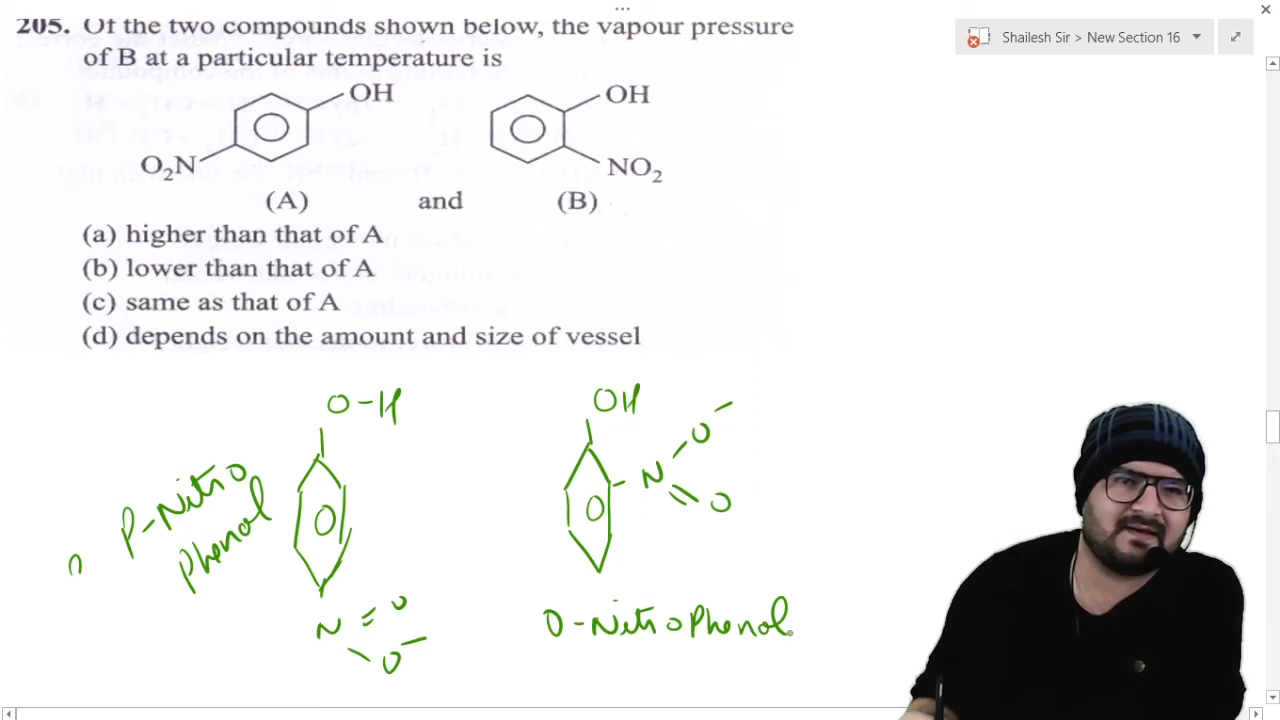 205. Of the two compounds shown below, the vapour pressure
of B at a particular temperature is
OH
O₂N
(A)
and
OH
NO₂
(B)
(a) higher than that of A
(b) lower than that of A
(c) same as that of A
(d) depends on the amount and size of vessel
Shailesh Sir > New Section 16
O-H
P-Nitro
Phenol
N = O
O⁻
OH
N
O⁻
O
O-NitroPhenol